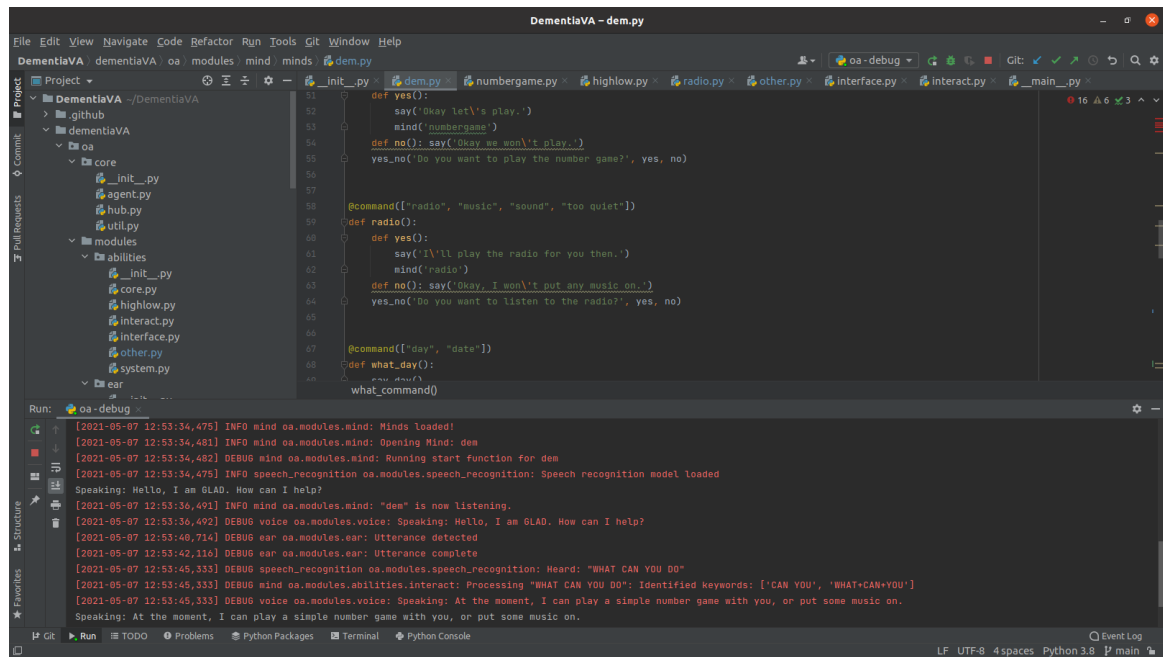 DementiaVA – dem.py
File Edit View Navigate Code Refactor Run Tools Git Window Help
DementiaVA dementiaVA oa modules mind minds dem.py oa-debug Git:
Project __init__.py dem.py numbergame.py highlow.py radio.py other.py interface.py interact.py __main__.py
DementiaVA ~/DementiaVA
.github
dementiaVA
oa
core
__init__.py
agent.py
hub.py
util.py
modules
abilities
__init__.py
core.py
highlow.py
interact.py
interface.py
other.py
system.py
ear
Project
Commit
Pull Requests
Structure
Favorites
16 6 3
51 def yes():
52 say('Okay let\'s play.')
53 mind('numbergame')
54 def no(): say('Okay we won\'t play.')
55 yes_no('Do you want to play the number game?', yes, no)
56
57
58 @command(["radio", "music", "sound", "too quiet"])
59 def radio():
60 def yes():
61 say('I\'ll play the radio for you then.')
62 mind('radio')
63 def no(): say('Okay, I won\'t put any music on.')
64 yes_no('Do you want to listen to the radio?', yes, no)
65
66
67 @command(["day", "date"])
68 def what_day():
69 say_day()
what_command()
Run: oa-debug
[2021-05-07 12:53:34,475] INFO mind oa.modules.mind: Minds loaded!
[2021-05-07 12:53:34,481] INFO mind oa.modules.mind: Opening Mind: dem
[2021-05-07 12:53:34,482] DEBUG mind oa.modules.mind: Running start function for dem
[2021-05-07 12:53:34,475] INFO speech_recognition oa.modules.speech_recognition: Speech recognition model loaded
Speaking: Hello, I am GLAD. How can I help?
[2021-05-07 12:53:36,491] INFO mind oa.modules.mind: "dem" is now listening.
[2021-05-07 12:53:36,492] DEBUG voice oa.modules.voice: Speaking: Hello, I am GLAD. How can I help?
[2021-05-07 12:53:40,714] DEBUG ear oa.modules.ear: Utterance detected
[2021-05-07 12:53:42,116] DEBUG ear oa.modules.ear: Utterance complete
[2021-05-07 12:53:45,333] DEBUG speech_recognition oa.modules.speech_recognition: Heard: "WHAT CAN YOU DO"
[2021-05-07 12:53:45,333] DEBUG mind oa.modules.abilities.interact: Processing "WHAT CAN YOU DO": Identified keywords: ['CAN YOU', 'WHAT+CAN+YOU']
[2021-05-07 12:53:45,333] DEBUG voice oa.modules.voice: Speaking: At the moment, I can play a simple number game with you, or put some music on.
Speaking: At the moment, I can play a simple number game with you, or put some music on.
Git Run TODO Problems Python Packages Terminal Python Console Event Log
LF UTF-8 4 spaces Python 3.8 main